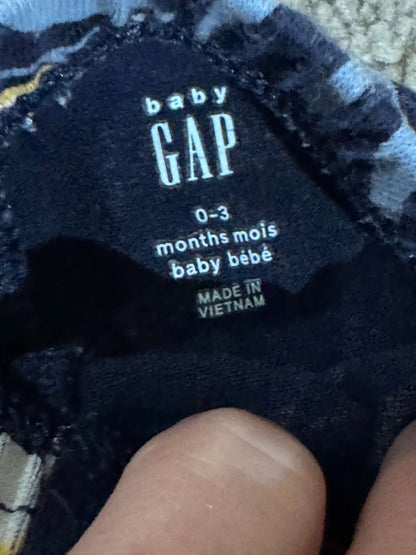 baby
GAP
0-3
months mois
baby bébé
MADE IN
VIETNAM